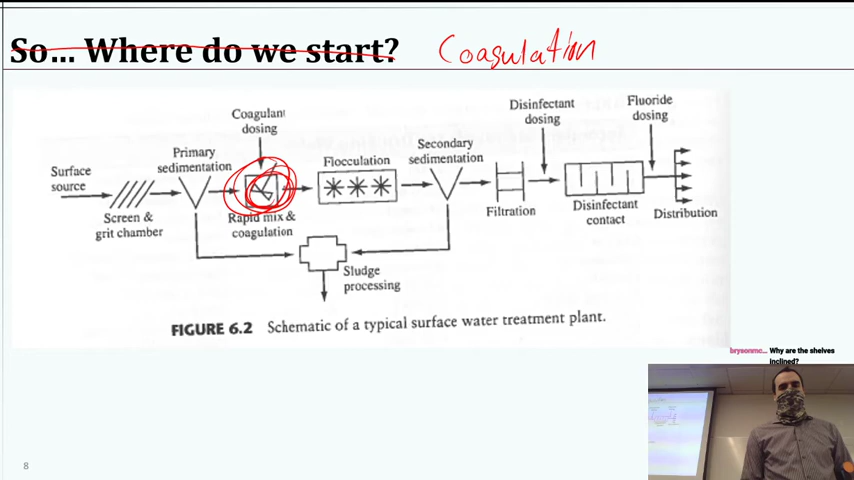 So... Where do we start? Coagulation
Coagulant
dosing
Disinfectant
dosing
Fluoride
dosing
Surface
source
Primary
sedimentation
Flocculation
Secondary
sedimentation
Screen &
grit chamber
Rapid mix &
coagulation
Filtration
Disinfectant
contact
Distribution
Sludge
processing
FIGURE 6.2 Schematic of a typical surface water treatment plant.
brysonmc... Why are the shelves
inclined?
8